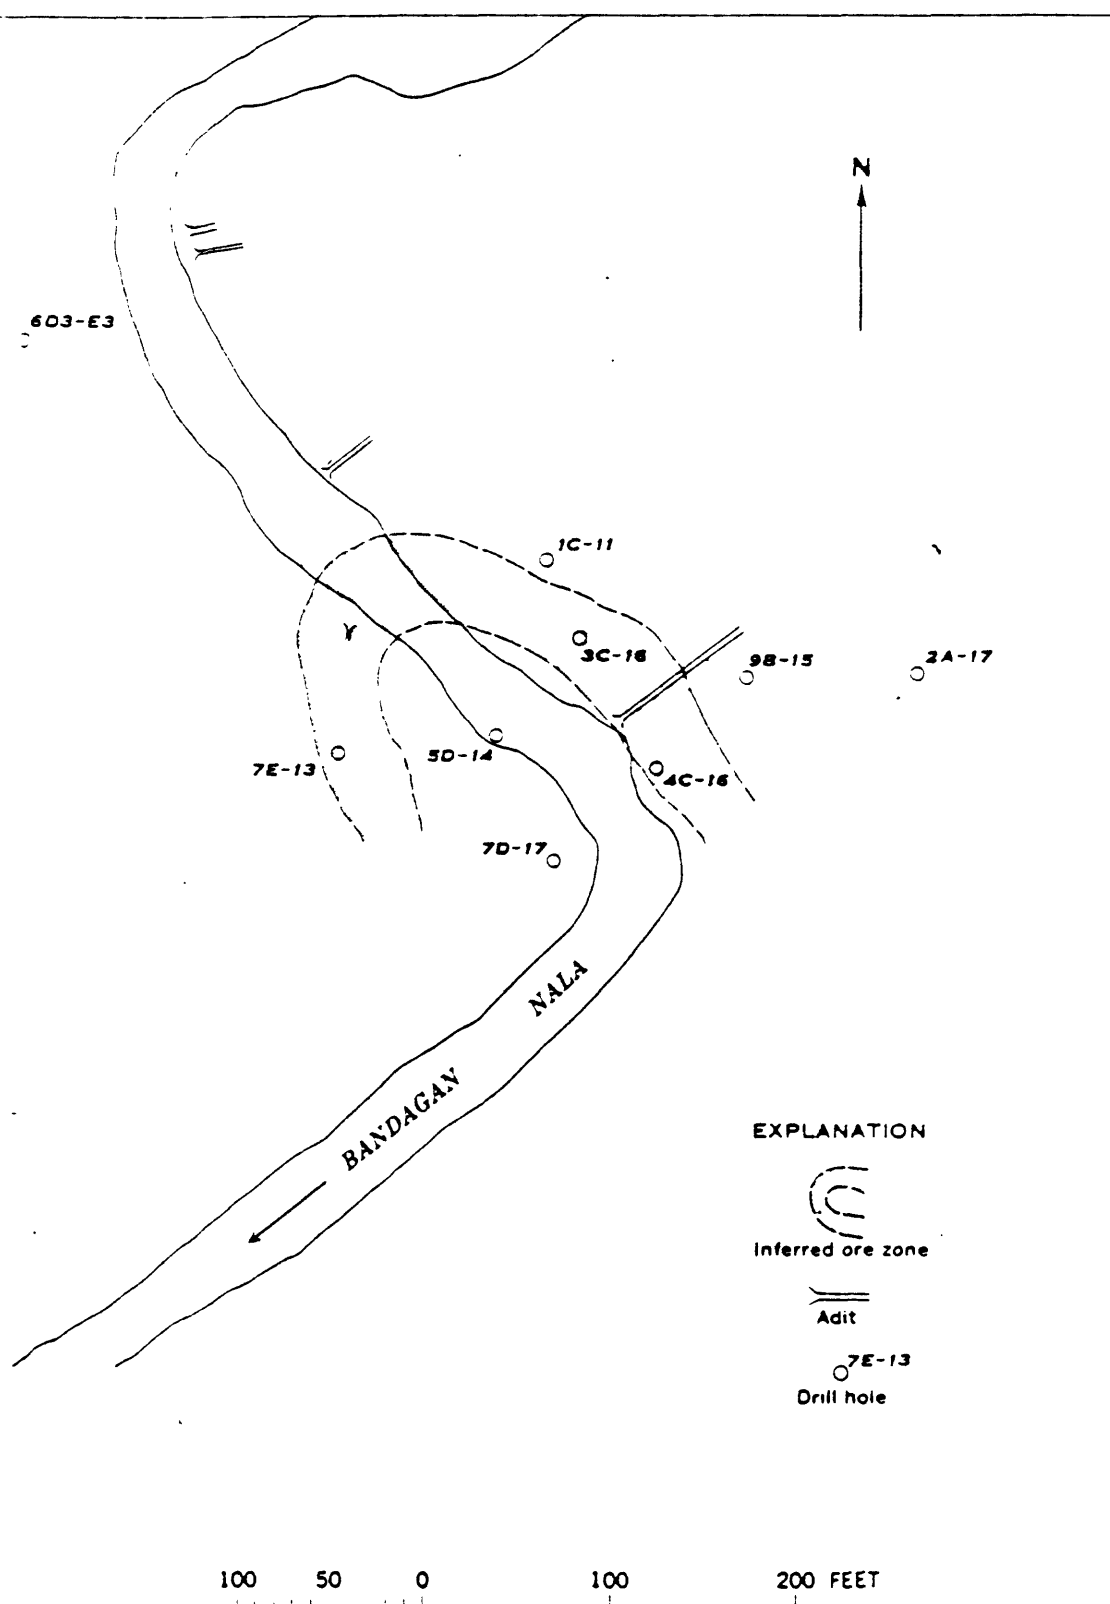 N
6D3-E3
1C-11
3C-16
9B-15
2A-17
5D-14
7E-13
4C-16
7D-17
NALA
BANDAGAN
EXPLANATION
Inferred ore zone
Adit
7E-13
Drill hole
100 50 0 100 200 FEET